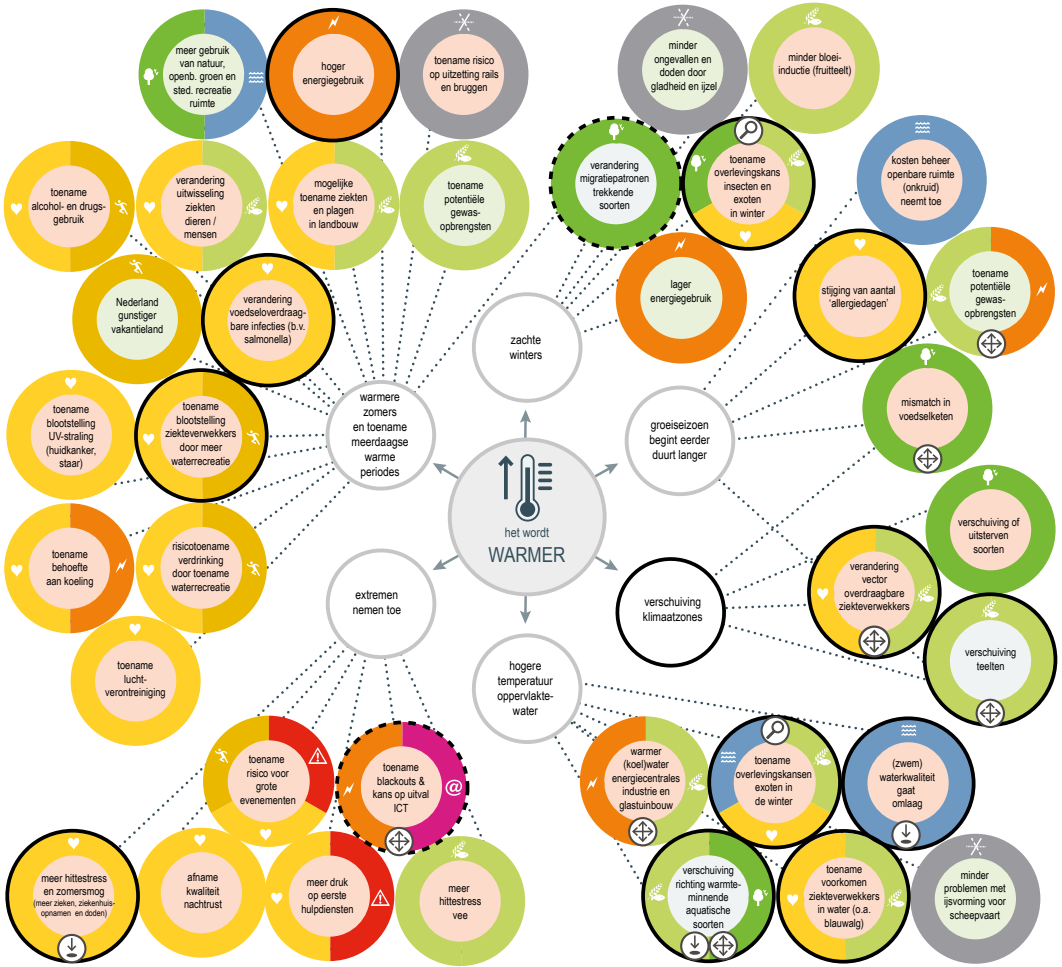 meer gebruik
van natuur,
openb. groen en
sted. recreatie
ruimte
hoger
energiegebruik
toename risico
op uitzetting rails
en bruggen
toename
alcohol- en drugs-
gebruik
verandering
uitwisseling
ziekten
dieren /
mensen
mogelijke
toename ziekten
en plagen
in landbouw
toename
potentiële
gewas-
opbrengsten
Nederland
gunstiger
vakantieland
verandering
voedseloverdraag-
bare infecties (b.v.
salmonella)
toename
blootstelling
UV-straling
(huidkanker,
staar)
toename
blootstelling
ziekteverwekkers
door meer
waterrecreatie
toename
behoefte
aan koeling
risicotoename
verdrinking
door toename
waterrecreatie
toename
lucht-
verontreiniging
warmere
zomers
en toename
meerdaagse
warme
periodes
minder
ongevallen en
doden door
gladheid en ijzel
minder bloei-
inductie (fruitteelt)
verandering
migratiepatronen
trekkende
soorten
toename
overlevingskans
insecten en
exoten
in winter
lager
energiegebruik
zachte
winters
kosten beheer
openbare ruimte
(onkruid)
neemt toe
stijging van aantal
‘allergiedagen’
toename
potentiële
gewas-
opbrengsten
mismatch in
voedselketen
groeiseizoen
begint eerder
duurt langer
het wordt
WARMER
verschuiving of
uitsterven
soorten
verandering
vector
overdraagbare
ziekteverwekkers
verschuiving
teelten
verschuiving
klimaatzones
extremen
nemen toe
hogere
temperatuur
oppervlakte-
water
toename
risico voor
grote
evenementen
toename
blackouts &
kans op uitval
ICT
@
meer hittestress
en zomersmog
(meer zieken, ziekenhuis-
opnamen en doden)
afname
kwaliteit
nachtrust
meer druk
op eerste
hulpdiensten
meer
hittestress
vee
warmer
(koel)water
energiecentrales
industrie en
glastuinbouw
toename
overlevingskansen
exoten in
de winter
(zwem)
waterkwaliteit
gaat
omlaag
verschuiving
richting warmte-
minnende
aquatische
soorten
toename
voorkomen
ziekteverwekkers
in water (o.a.
blauwalg)
minder
problemen met
ijsvorming voor
scheepvaart